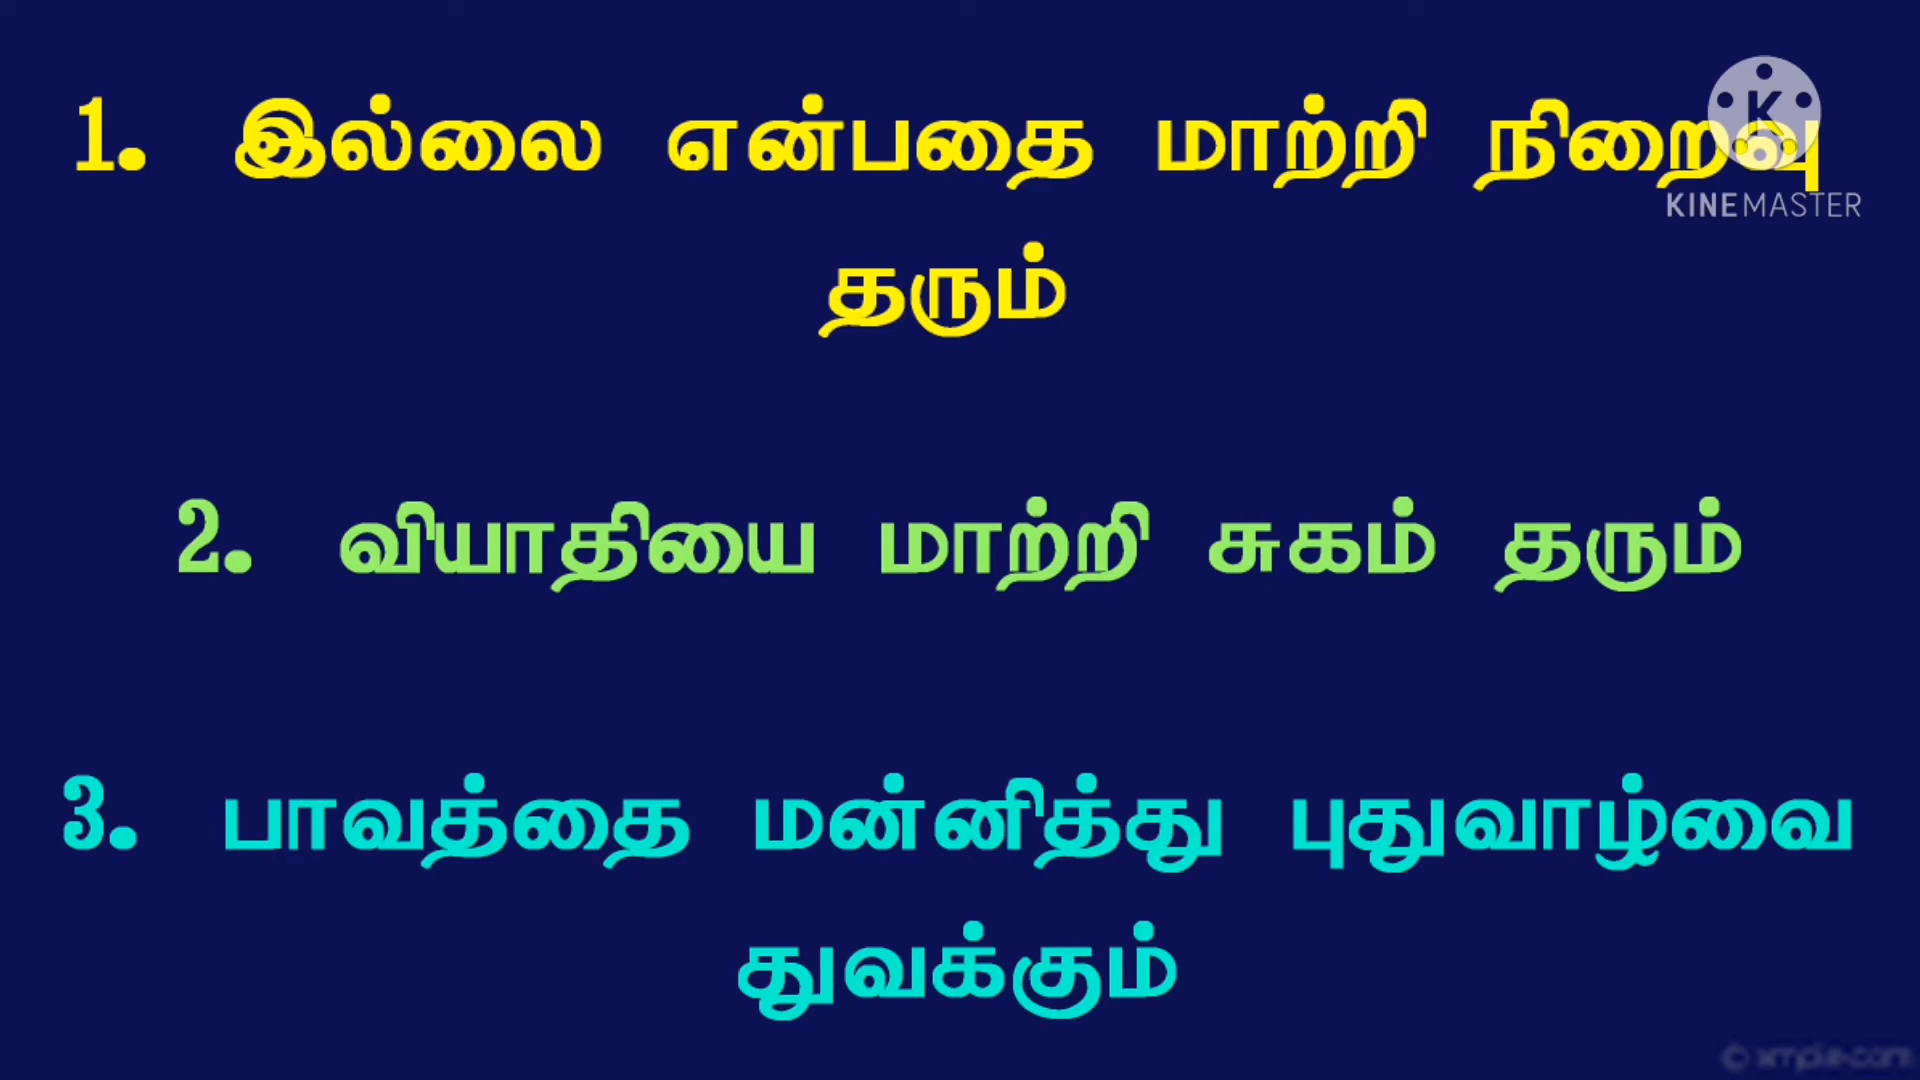 1. இல்லை என்பதை மாற்றி நிறைவு
KINEMASTER
தரும்
2. வியாதியை மாற்றி சுகம் தரும்
3. பாவத்தை மன்னித்து புதுவாழ்வை
துவக்கும்